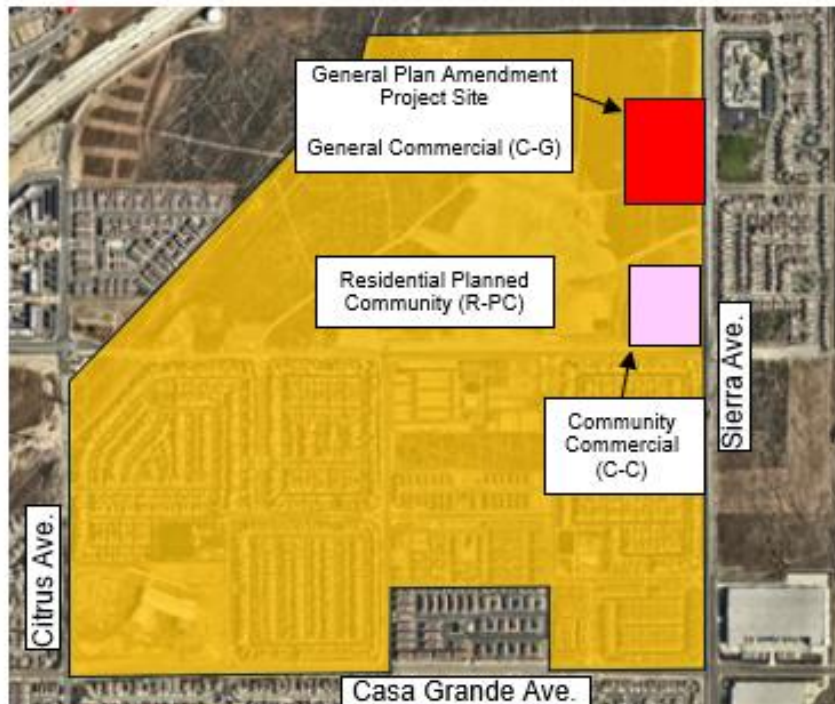 General Plan Amendment
Project Site
General Commercial (C-G)
Residential Planned
Community (R-PC)
Community
Commercial
(C-C)
Sierra Ave.
Citrus Ave.
Casa Grande Ave.